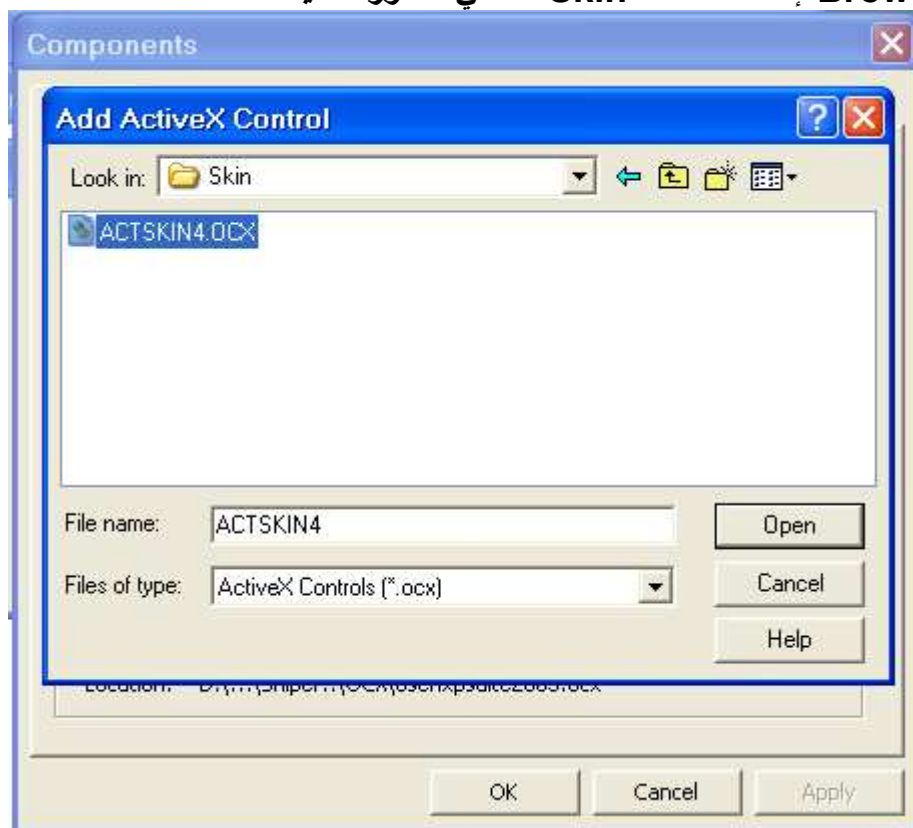 Skin
Components
Add ActiveX Control
Look in: Skin
ACTSKIN4.OCX
File name: ACTSKIN4
Open
Files of type: ActiveX Controls (*.ocx)
Cancel
Help
OK
Cancel
Apply